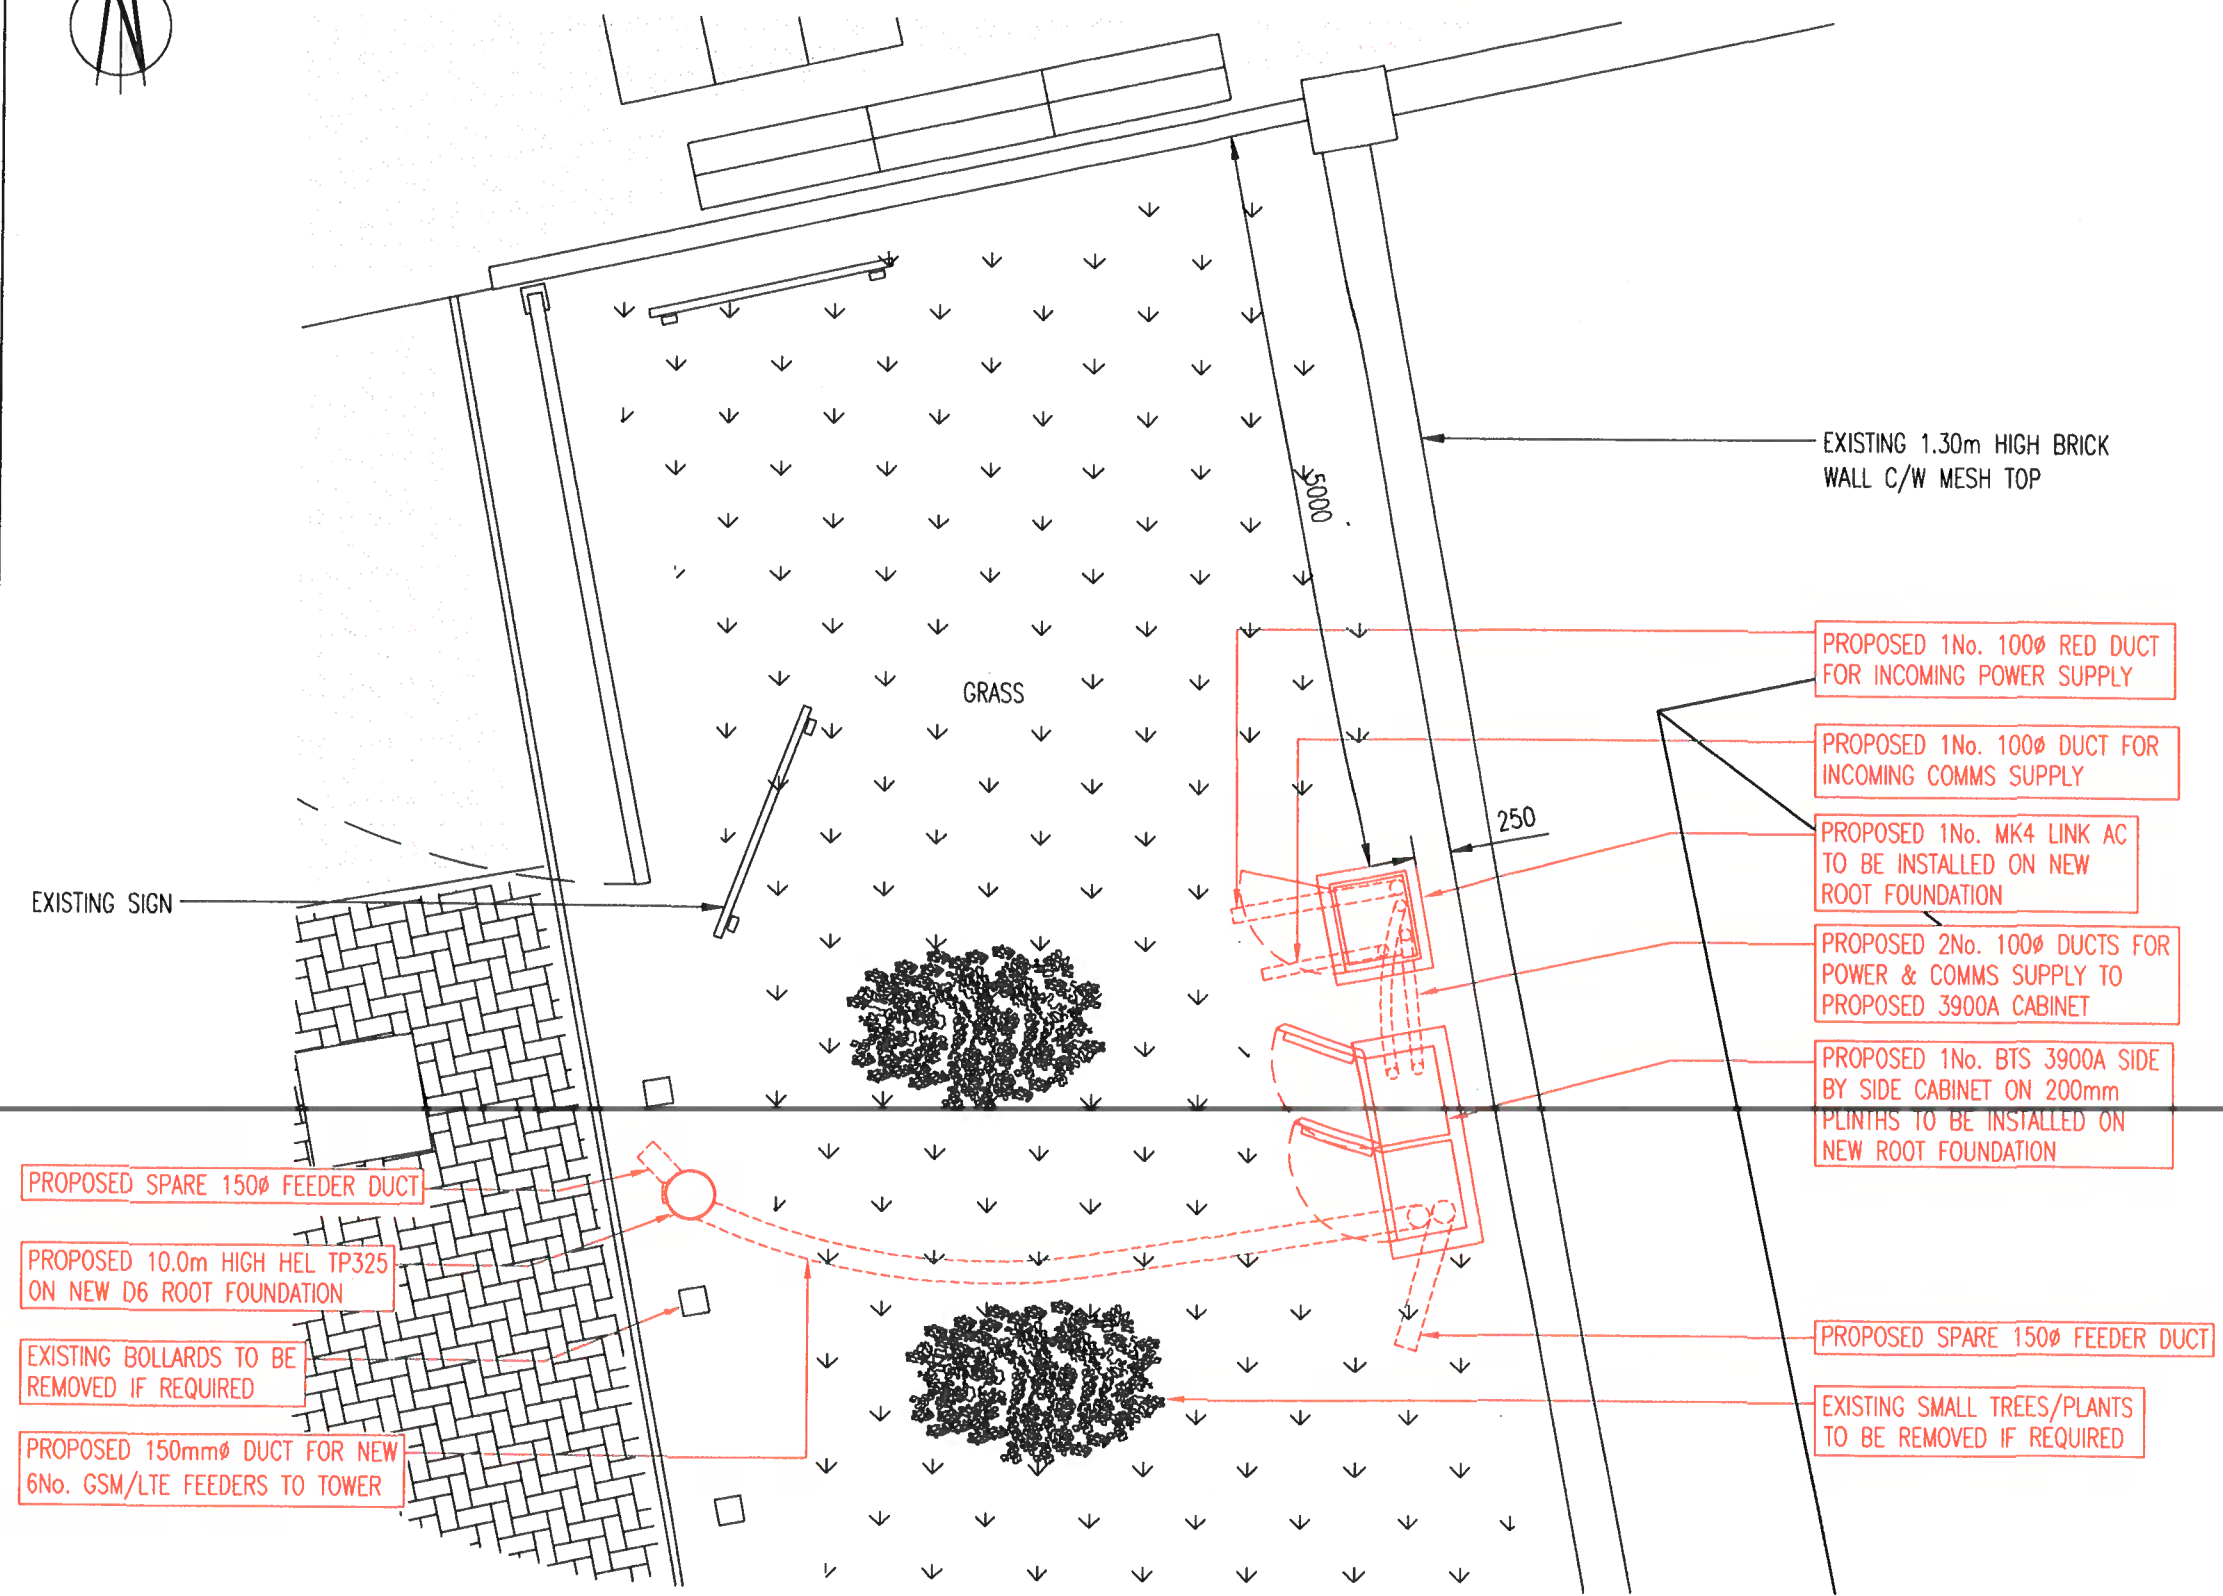 EXISTING 1.30m HIGH BRICK
WALL C/W MESH TOP
5000
PROPOSED 1No. 100ø RED DUCT
FOR INCOMING POWER SUPPLY
GRASS
PROPOSED 1No. 100ø DUCT FOR
INCOMING COMMS SUPPLY
250
PROPOSED 1No. MK4 LINK AC
TO BE INSTALLED ON NEW
ROOT FOUNDATION
EXISTING SIGN
PROPOSED 2No. 100ø DUCTS FOR
POWER & COMMS SUPPLY TO
PROPOSED 3900A CABINET
PROPOSED 1No. BTS 3900A SIDE
BY SIDE CABINET ON 200mm
PLINTHS TO BE INSTALLED ON
NEW ROOT FOUNDATION
PROPOSED SPARE 150ø FEEDER DUCT
PROPOSED 10.0m HIGH HEL TP325
ON NEW D6 ROOT FOUNDATION
EXISTING BOLLARDS TO BE
REMOVED IF REQUIRED
PROPOSED 150mmø DUCT FOR NEW
6No. GSM/LTE FEEDERS TO TOWER
PROPOSED SPARE 150ø FEEDER DUCT
EXISTING SMALL TREES/PLANTS
TO BE REMOVED IF REQUIRED